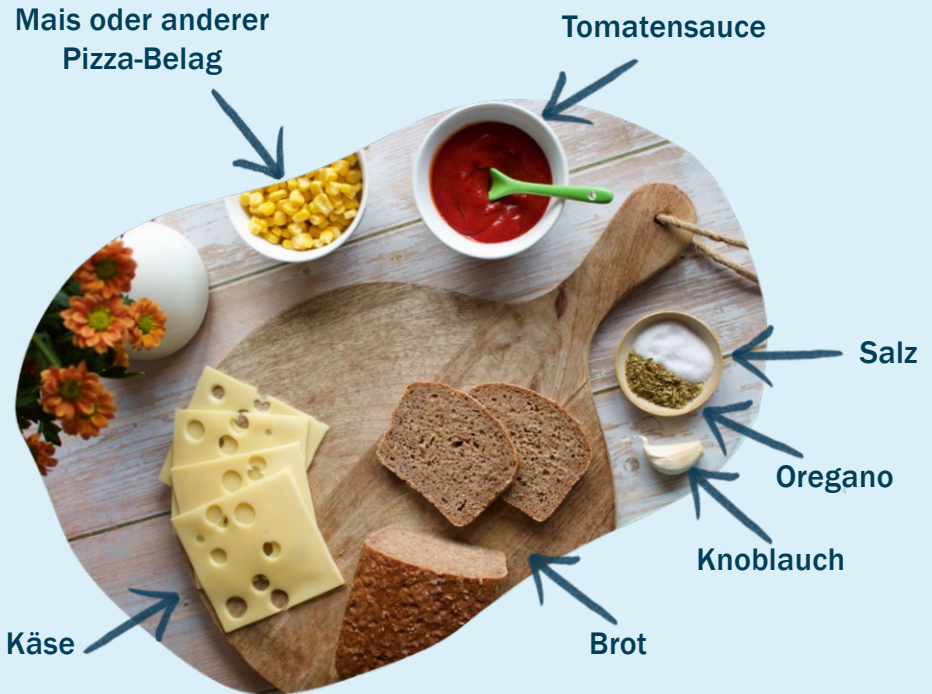 Mais oder anderer
Pizza-Belag
Tomatensauce
Salz
Oregano
Knoblauch
Brot
Käse